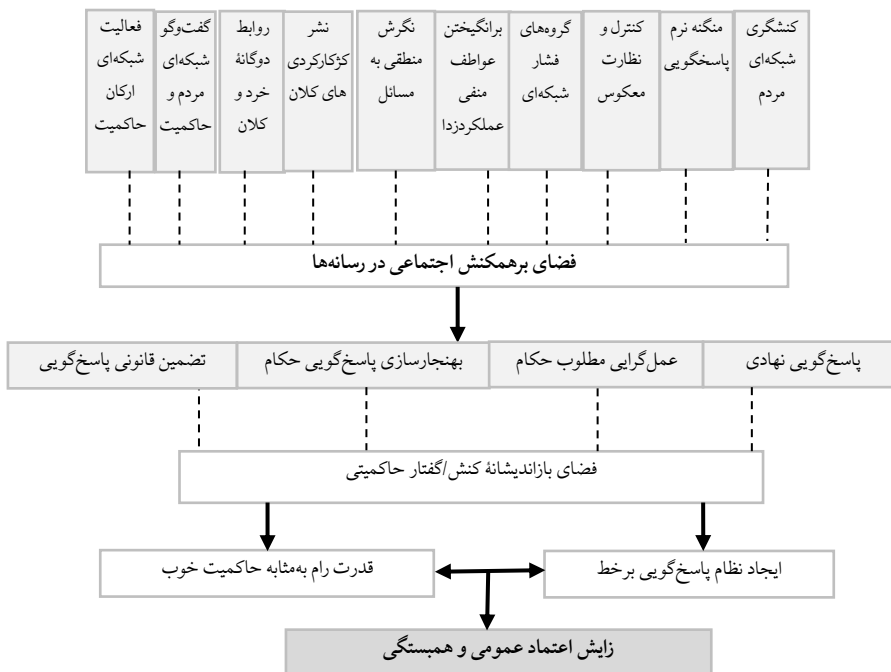 کنشگری
شبکه‌ای
مردم
منگنه نرم
پاسخگویی
کنترل و
نظارت
معکوس
گروه‌های
فشار
شبکه‌ای
برانگیختن
عواطف
منفی
عملکردزدا
نگرش
منطقی به
مسائل
نشر
کژکارکردی
های کلان
روابط
دوگانۀ
خرد و
کلان
گفت‌وگو
شبکه‌ای
مردم و
حاکمیت
فعالیت
شبکه‌ای
ارکان
حاکمیت
فضای برهمکنش اجتماعی در رسانه‌ها
پاسخ‌گویی نهادی
عمل‌گرایی مطلوب حکام
بهنجارسازی پاسخ‌گویی حکام
تضمین قانونی پاسخ‌گویی
فضای بازاندیشانۀ کنش/گفتار حاکمیتی
ایجاد نظام پاسخ‌گویی برخط
قدرت رام به‌مثابه حاکمیت خوب
زایش اعتماد عمومی و همبستگی